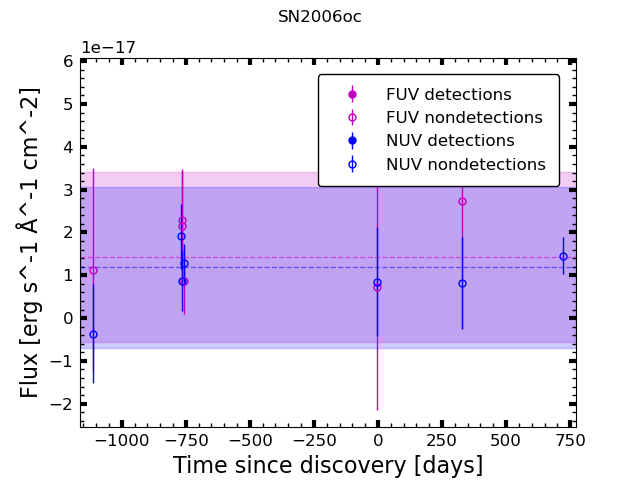 SN2006oc
1e−17
6
5
4
3
2
1
0
−1
−2
Flux [erg s^-1 Å^-1 cm^-2]
FUV detections
FUV nondetections
NUV detections
NUV nondetections
−1000 −750 −500 −250 0 250 500 750
Time since discovery [days]